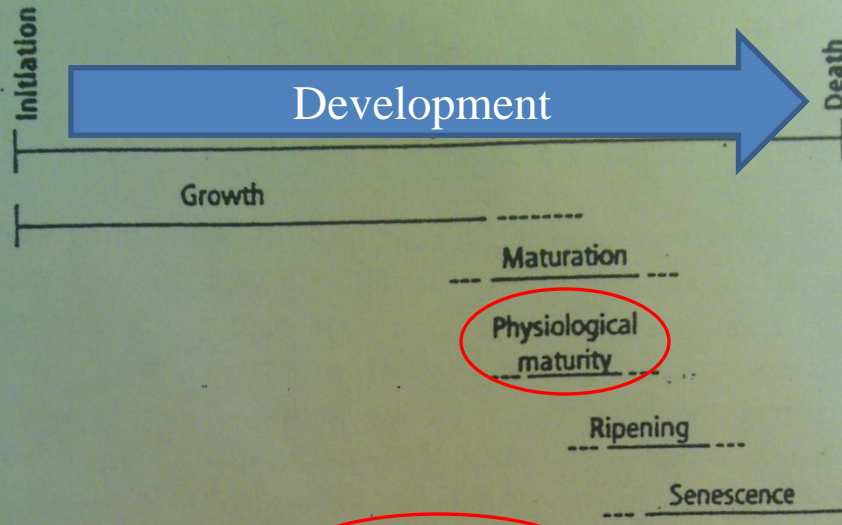 Initiation
Development
Death
Growth
Maturation
Physiological
maturity
Ripening
Senescence